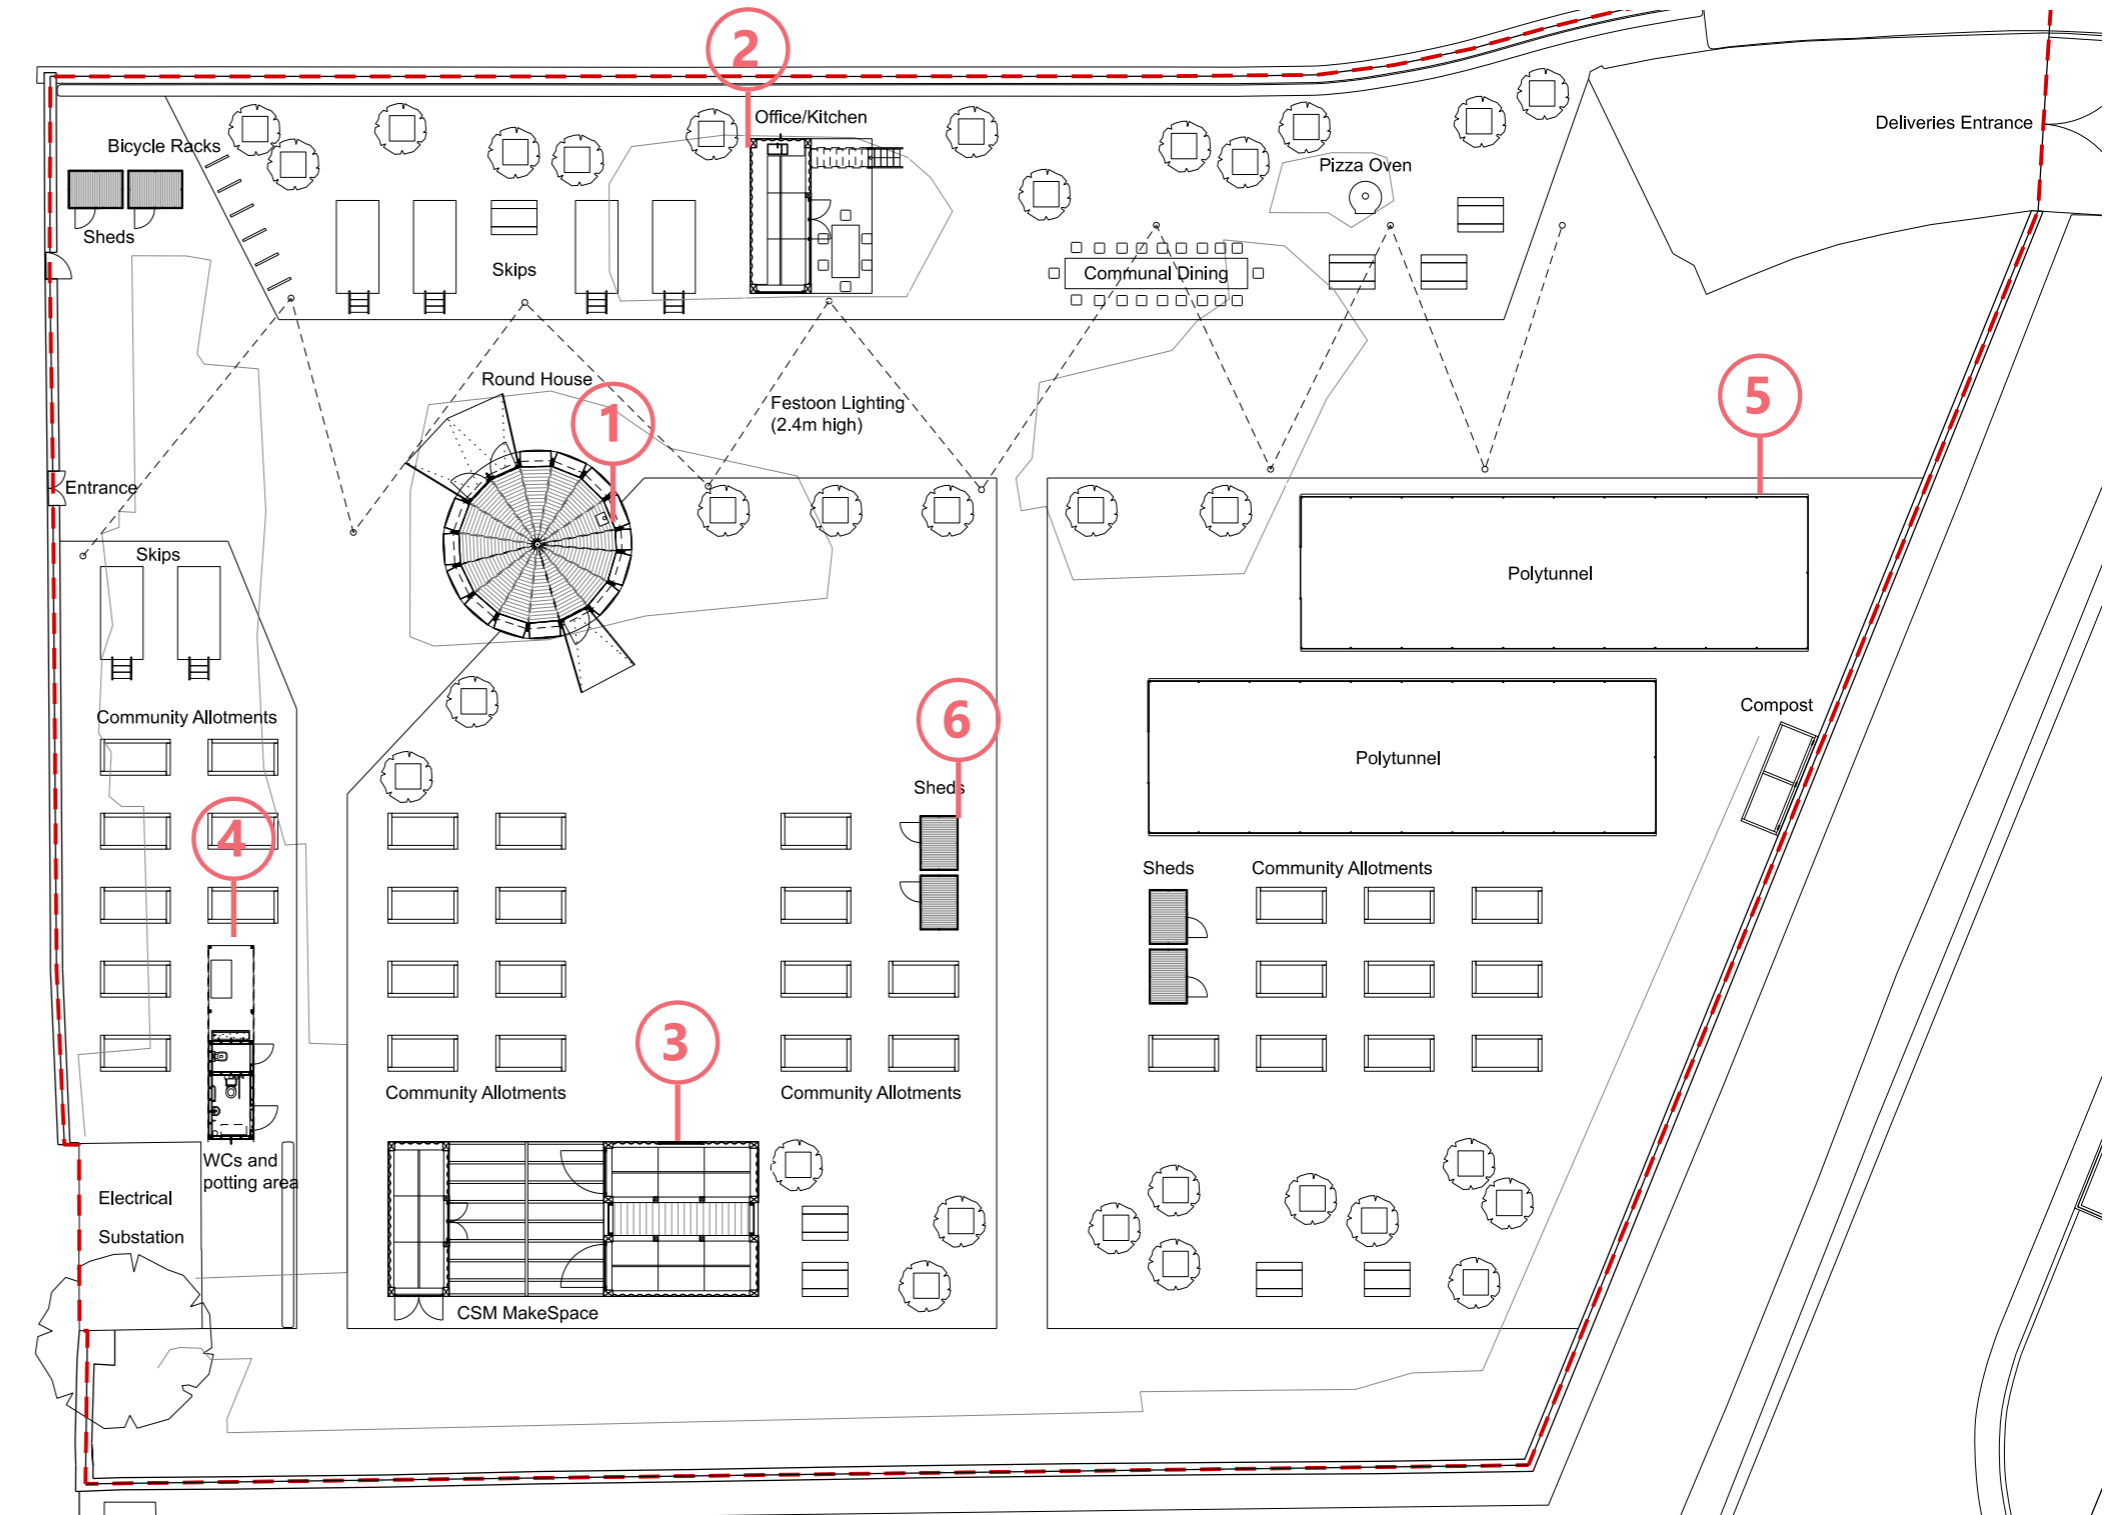 2
Office/Kitchen
Deliveries Entrance
Bicycle Racks
Pizza Oven
Sheds
Skips
Communal Dining
Round House
1
Festoon Lighting
(2.4m high)
5
Entrance
Skips
Polytunnel
Community Allotments
6
Compost
Polytunnel
Sheds
4
Sheds
Community Allotments
3
Community Allotments
Community Allotments
WCs and
potting area
Electrical
Substation
CSM MakeSpace